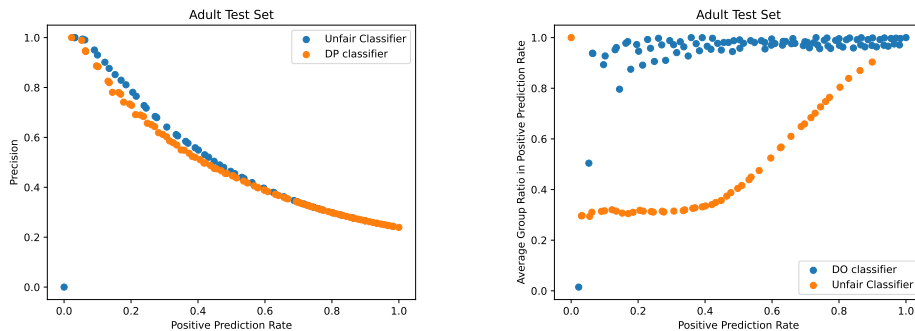 Adult Test Set
Precision
1.0
0.8
0.6
0.4
0.2
0.0
Unfair Classifier
DP classifier
0.0 0.2 0.4 0.6 0.8 1.0
Positive Prediction Rate
Adult Test Set
Average Group Ratio in Positive Prediction Rate
1.0
0.8
0.6
0.4
0.2
0.0
DO classifier
Unfair Classifier
0.0 0.2 0.4 0.6 0.8 1.0
Positive Prediction Rate